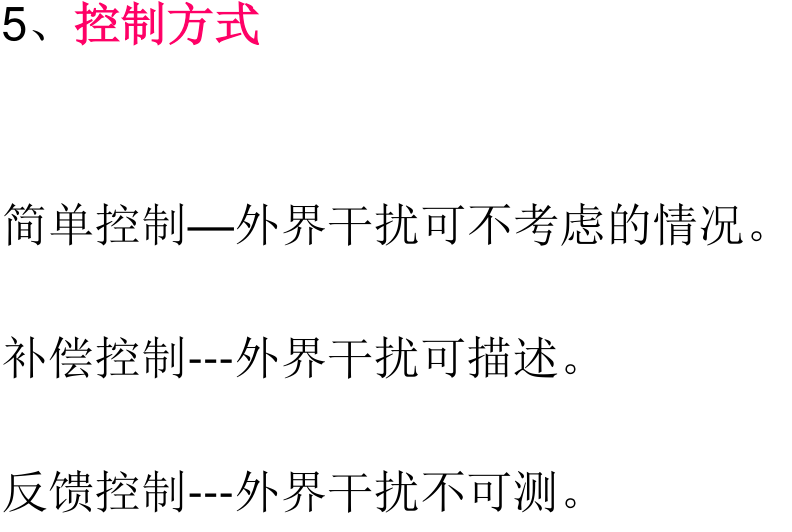 5、控制方式
简单控制—外界干扰可不考虑的情况。
补偿控制---外界干扰可描述。
反馈控制---外界干扰不可测。